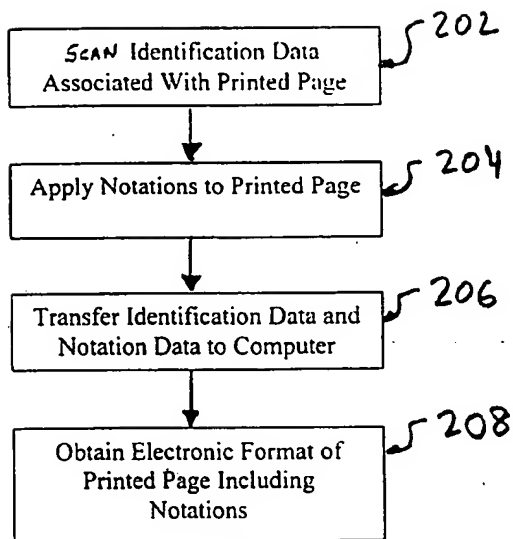 202
SCAN Identification Data
Associated With Printed Page
204
Apply Notations to Printed Page
206
Transfer Identification Data and
Notation Data to Computer
208
Obtain Electronic Format of
Printed Page Including
Notations